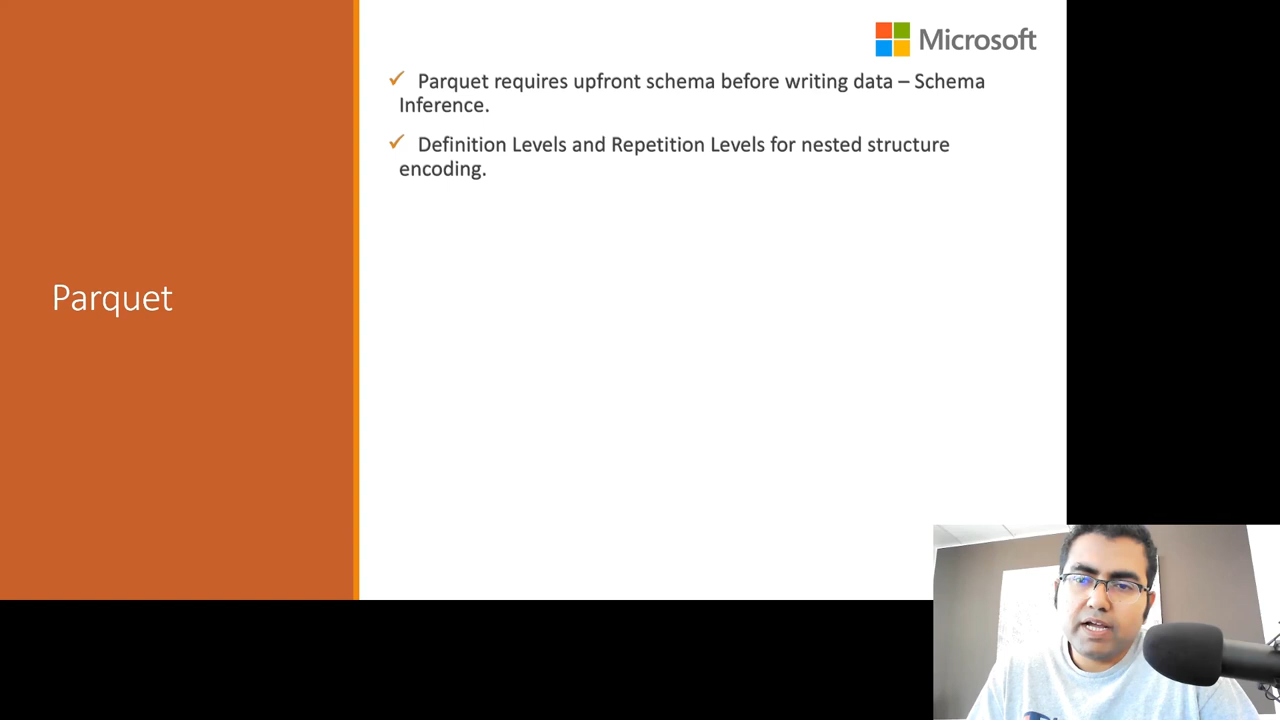 Microsoft
✓ Parquet requires upfront schema before writing data – Schema
Inference.
✓ Definition Levels and Repetition Levels for nested structure
encoding.
Parquet